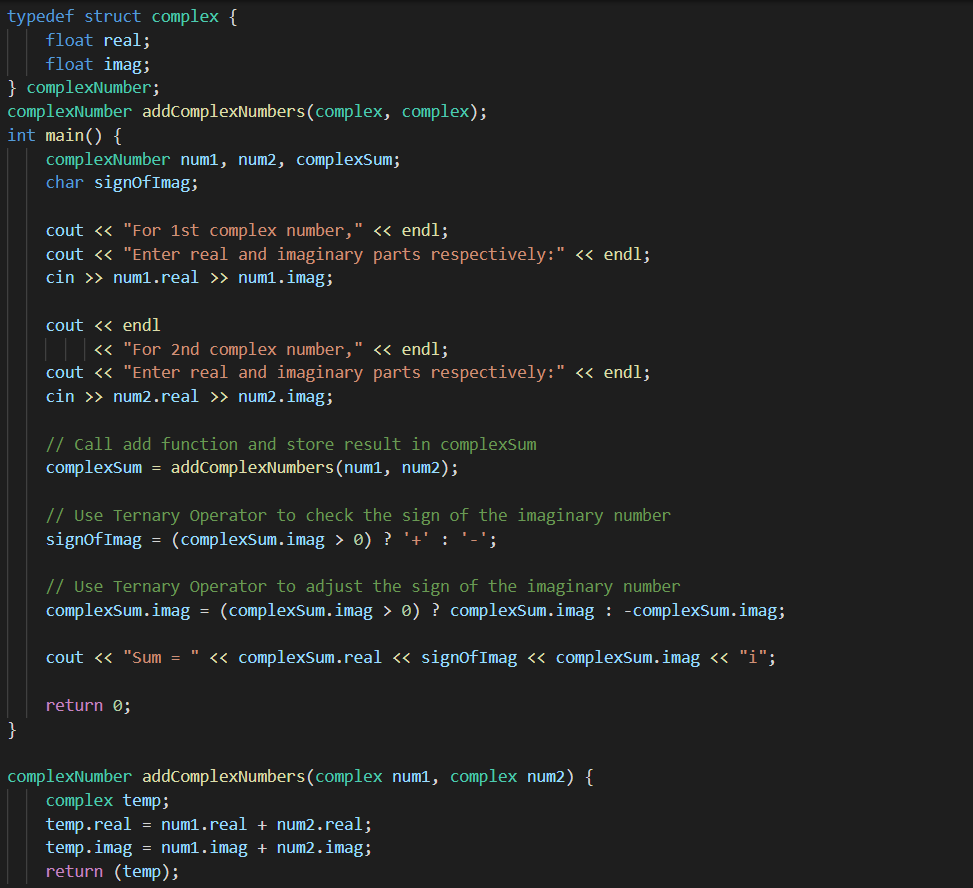 typedef struct complex {
    float real;
    float imag;
} complexNumber;
complexNumber addComplexNumbers(complex, complex);
int main() {
    complexNumber num1, num2, complexSum;
    char signOfImag;

    cout << "For 1st complex number," << endl;
    cout << "Enter real and imaginary parts respectively:" << endl;
    cin >> num1.real >> num1.imag;

    cout << endl
         << "For 2nd complex number," << endl;
    cout << "Enter real and imaginary parts respectively:" << endl;
    cin >> num2.real >> num2.imag;

    // Call add function and store result in complexSum
    complexSum = addComplexNumbers(num1, num2);

    // Use Ternary Operator to check the sign of the imaginary number
    signOfImag = (complexSum.imag > 0) ? '+' : '-';

    // Use Ternary Operator to adjust the sign of the imaginary number
    complexSum.imag = (complexSum.imag > 0) ? complexSum.imag : -complexSum.imag;

    cout << "Sum = " << complexSum.real << signOfImag << complexSum.imag << "i";

    return 0;
}

complexNumber addComplexNumbers(complex num1, complex num2) {
    complex temp;
    temp.real = num1.real + num2.real;
    temp.imag = num1.imag + num2.imag;
    return (temp);